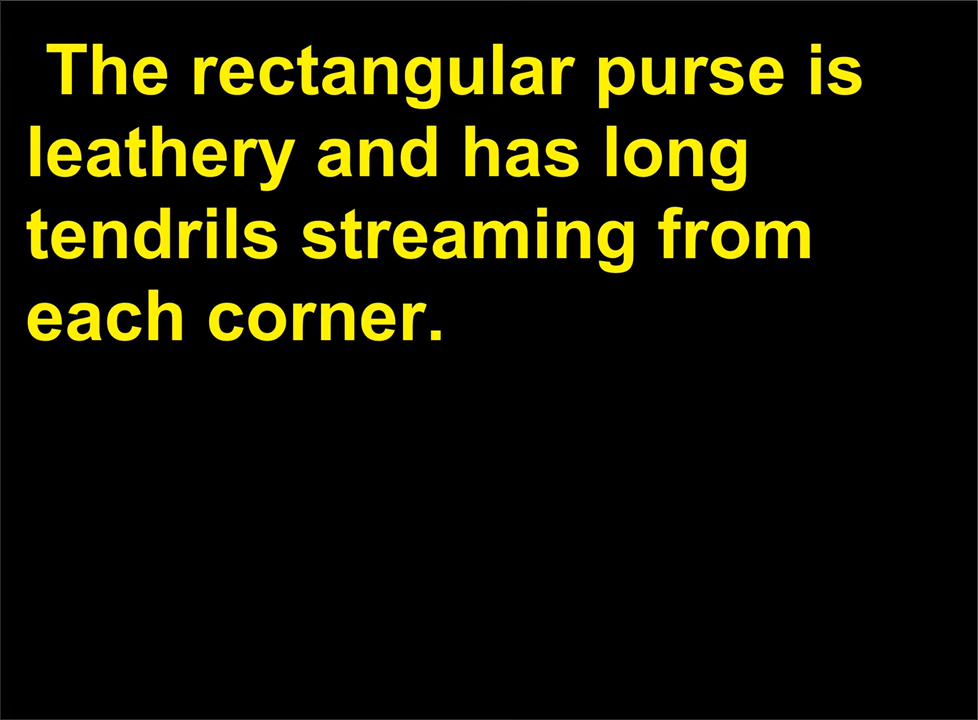 The rectangular purse is
leathery and has long
tendrils streaming from
each corner.